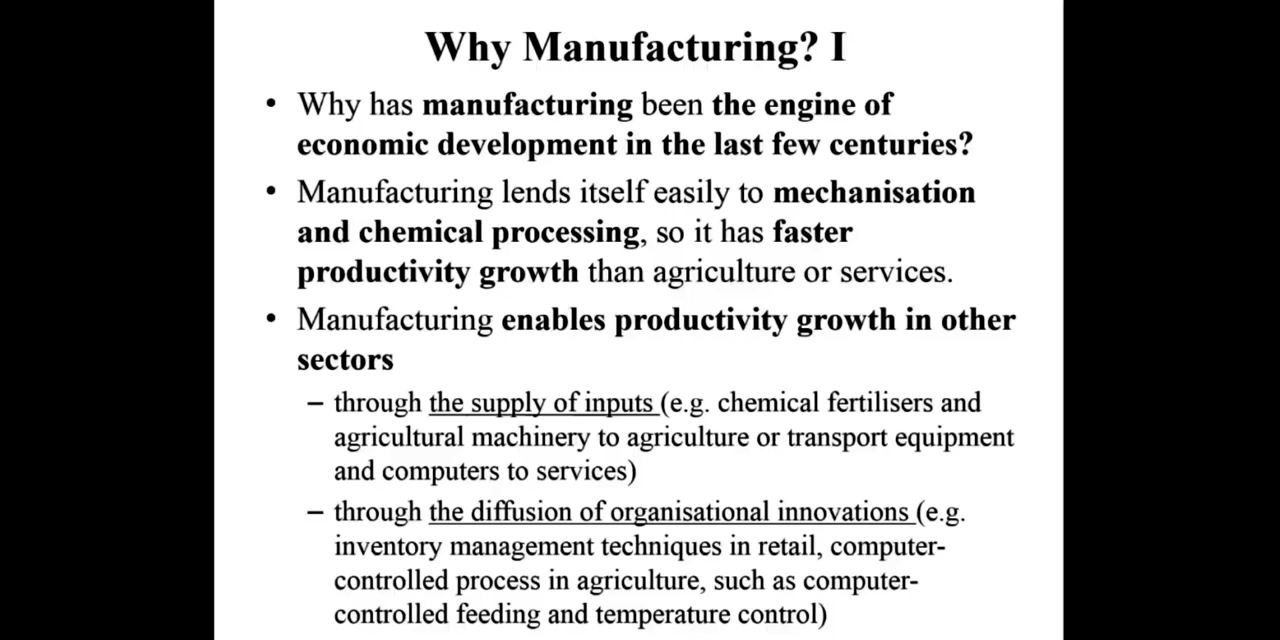 Why Manufacturing? I
• Why has manufacturing been the engine of
economic development in the last few centuries?
• Manufacturing lends itself easily to mechanisation
and chemical processing, so it has faster
productivity growth than agriculture or services.
• Manufacturing enables productivity growth in other
sectors
– through the supply of inputs (e.g. chemical fertilisers and
agricultural machinery to agriculture or transport equipment
and computers to services)
– through the diffusion of organisational innovations (e.g.
inventory management techniques in retail, computer-
controlled process in agriculture, such as computer-
controlled feeding and temperature control)